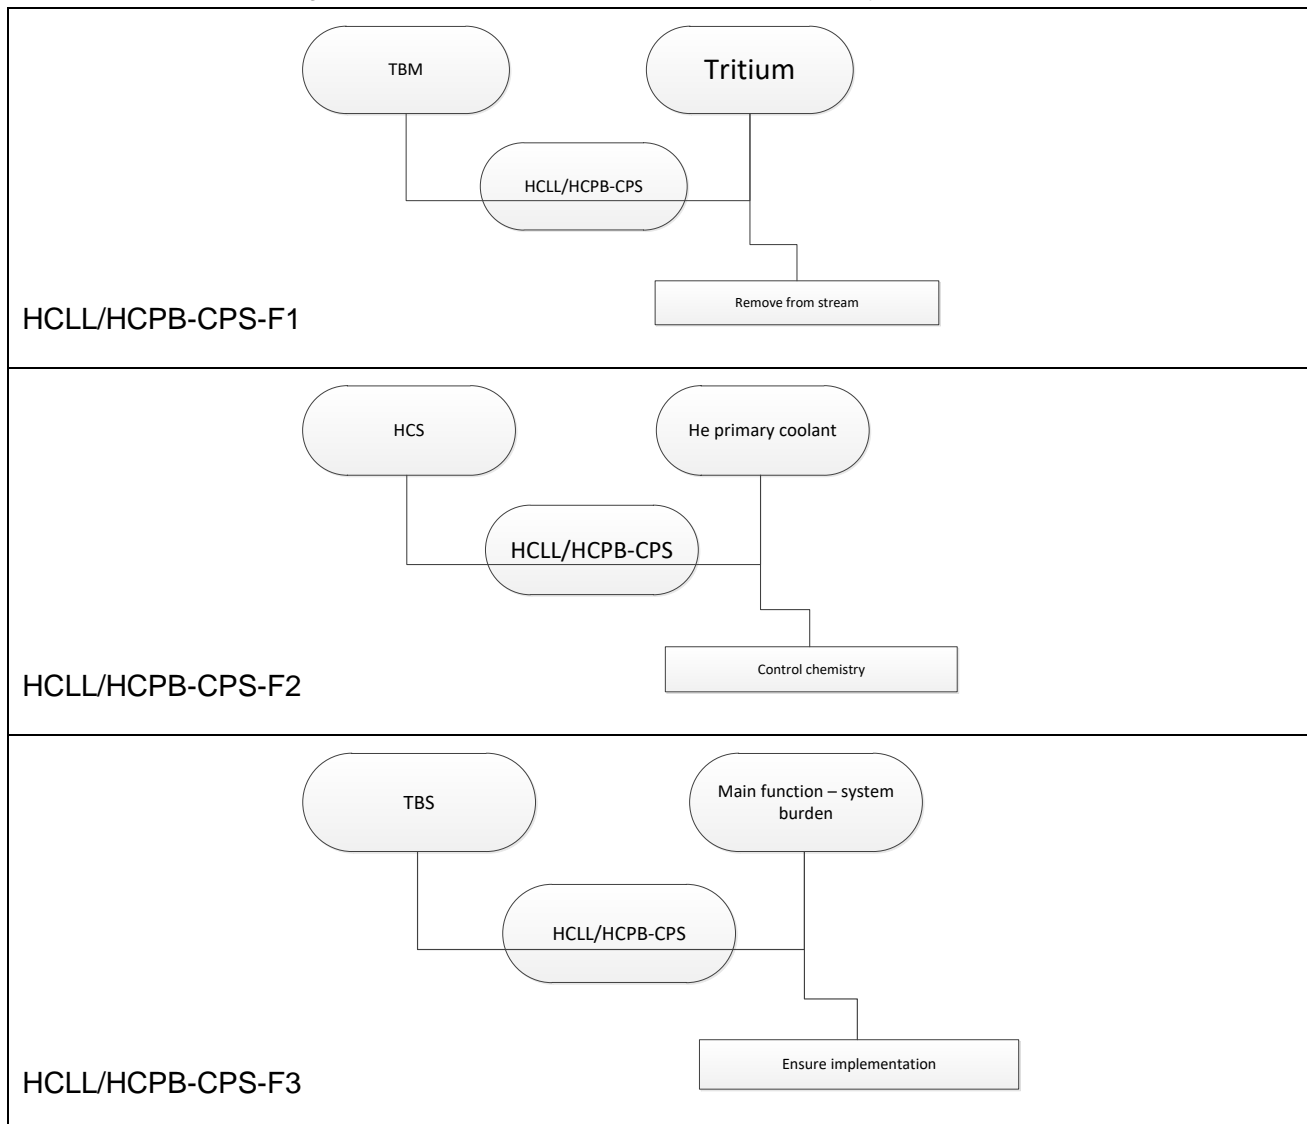 TBM
Tritium
HCLL/HCPB-CPS
Remove from stream
HCLL/HCPB-CPS-F1
HCS
He primary coolant
HCLL/HCPB-CPS
Control chemistry
HCLL/HCPB-CPS-F2
TBS
Main function – system
burden
HCLL/HCPB-CPS
Ensure implementation
HCLL/HCPB-CPS-F3